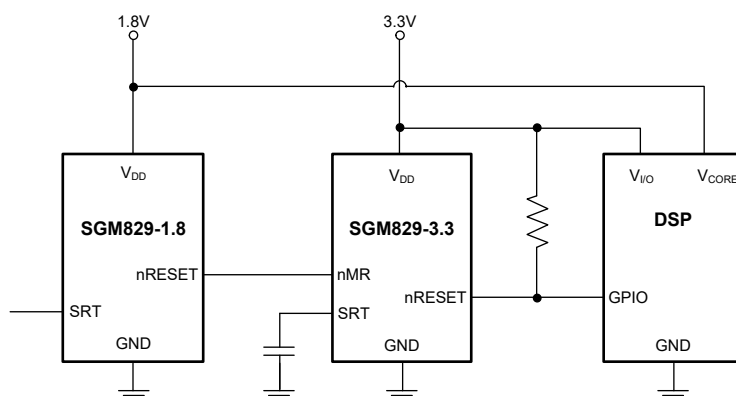 1.8V
3.3V
VDD
VDD
VI/O
VCORE
SGM829-1.8
SGM829-3.3
DSP
nRESET
nMR
nRESET
GPIO
SRT
SRT
GND
GND
GND